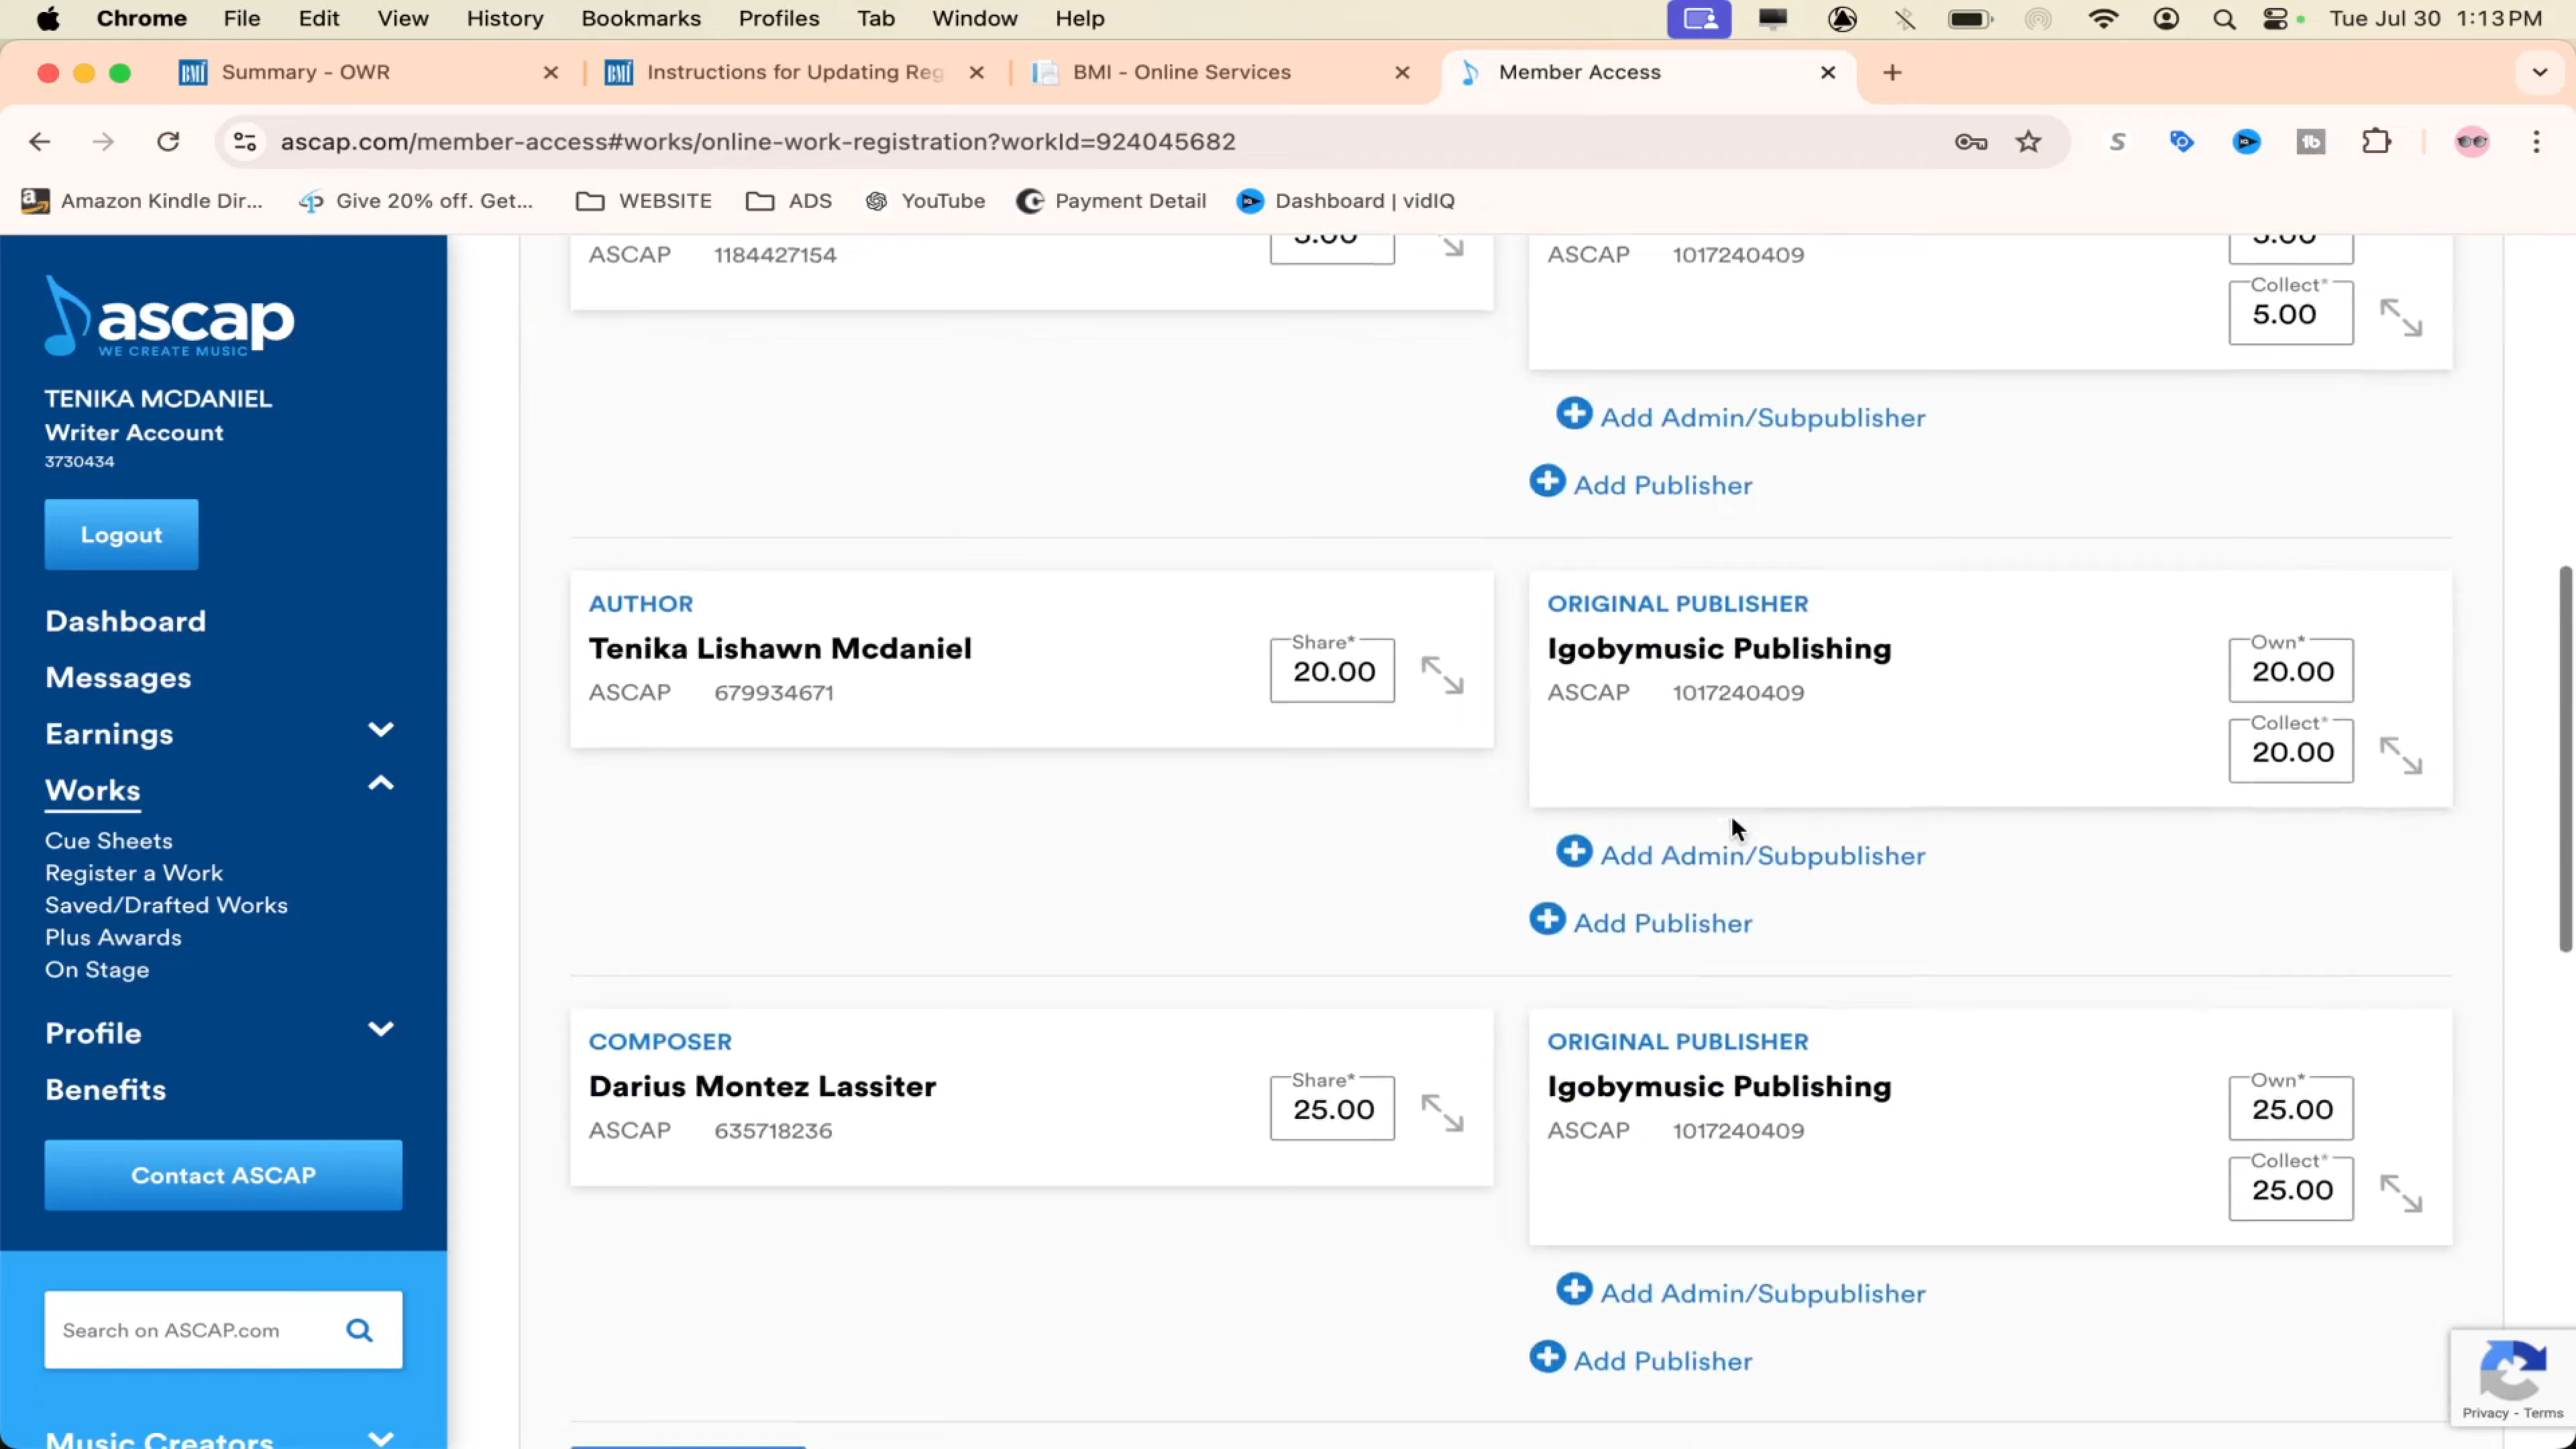 Chrome File Edit View History Bookmarks Profiles Tab Window Help Tue Jul 30 1:13 PM
Summary - OWR Instructions for Updating Reg BMI - Online Services Member Access
ascap.com/member-access#works/online-work-registration?workId=924045682
Amazon Kindle Dir... Give 20% off. Get... WEBSITE ADS YouTube Payment Detail Dashboard | vidIQ
ascap
WE CREATE MUSIC
TENIKA MCDANIEL
Writer Account
3730434
Logout
Dashboard
Messages
Earnings
Works
Cue Sheets
Register a Work
Saved/Drafted Works
Plus Awards
On Stage
Profile
Benefits
Contact ASCAP
Search on ASCAP.com
Music Creators
ASCAP 1184427154
5.00
ASCAP 1017240409
5.00
Collect*
5.00
Add Admin/Subpublisher
Add Publisher
AUTHOR
Tenika Lishawn Mcdaniel
ASCAP 679934671
Share*
20.00
ORIGINAL PUBLISHER
Igobymusic Publishing
ASCAP 1017240409
Own*
20.00
Collect*
20.00
Add Admin/Subpublisher
Add Publisher
COMPOSER
Darius Montez Lassiter
ASCAP 635718236
Share*
25.00
ORIGINAL PUBLISHER
Igobymusic Publishing
ASCAP 1017240409
Own*
25.00
Collect*
25.00
Add Admin/Subpublisher
Add Publisher
Privacy - Terms